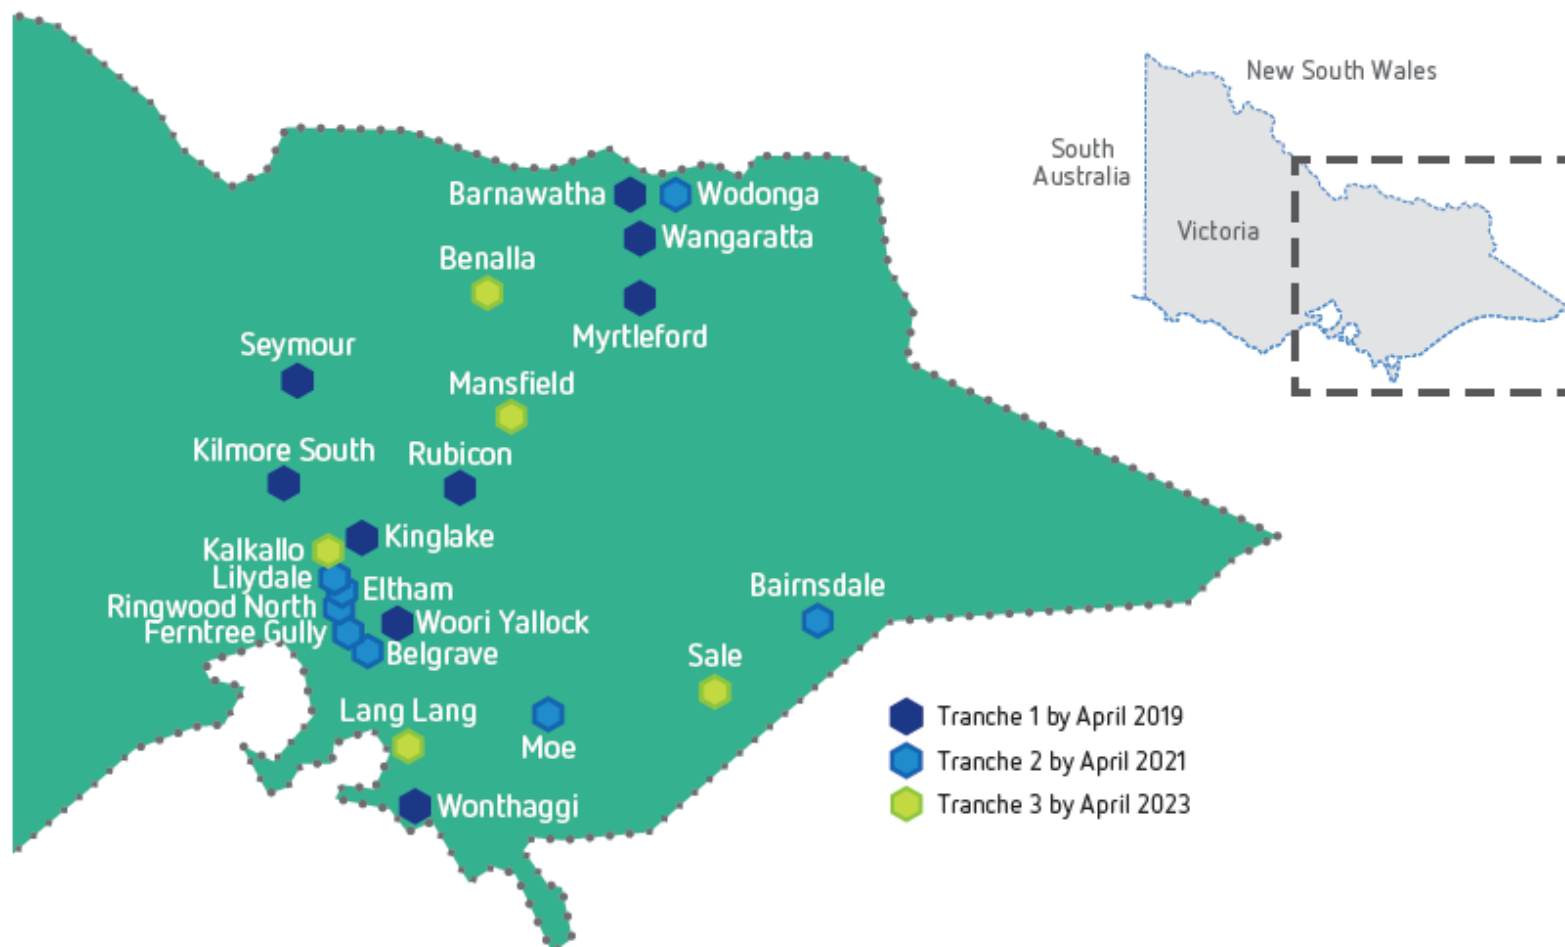 New South Wales
South
Australia
Victoria
Barnawatha
Wodonga
Wangaratta
Benalla
Myrtleford
Seymour
Mansfield
Kilmore South
Rubicon
Kinglake
Kalkallo
Lilydale
Eltham
Ringwood North
Woori Yallock
Ferntree Gully
Belgrave
Bairnsdale
Sale
Lang Lang
Moe
Wonthaggi
Tranche 1 by April 2019
Tranche 2 by April 2021
Tranche 3 by April 2023